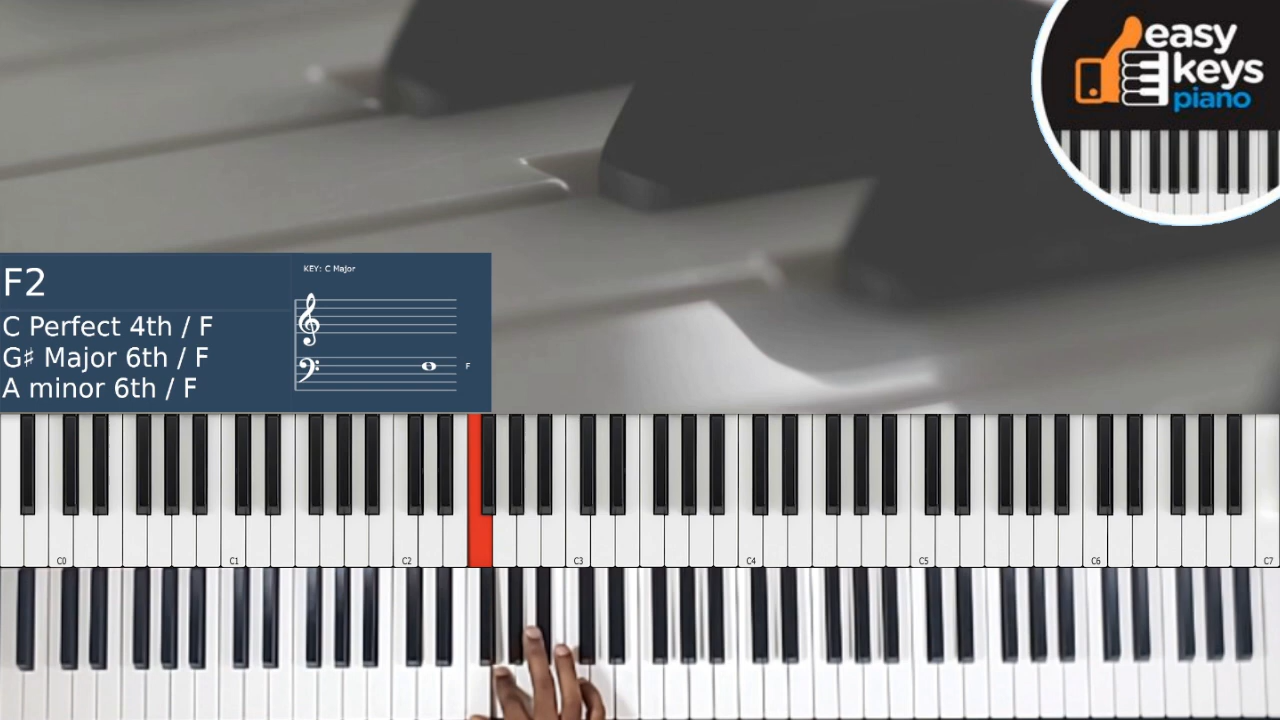 easy
keys
piano
F2
KEY: C Major
C Perfect 4th / F
G♯ Major 6th / F
A minor 6th / F
F
C0 C1 C2 C3 C4 C5 C6 C7